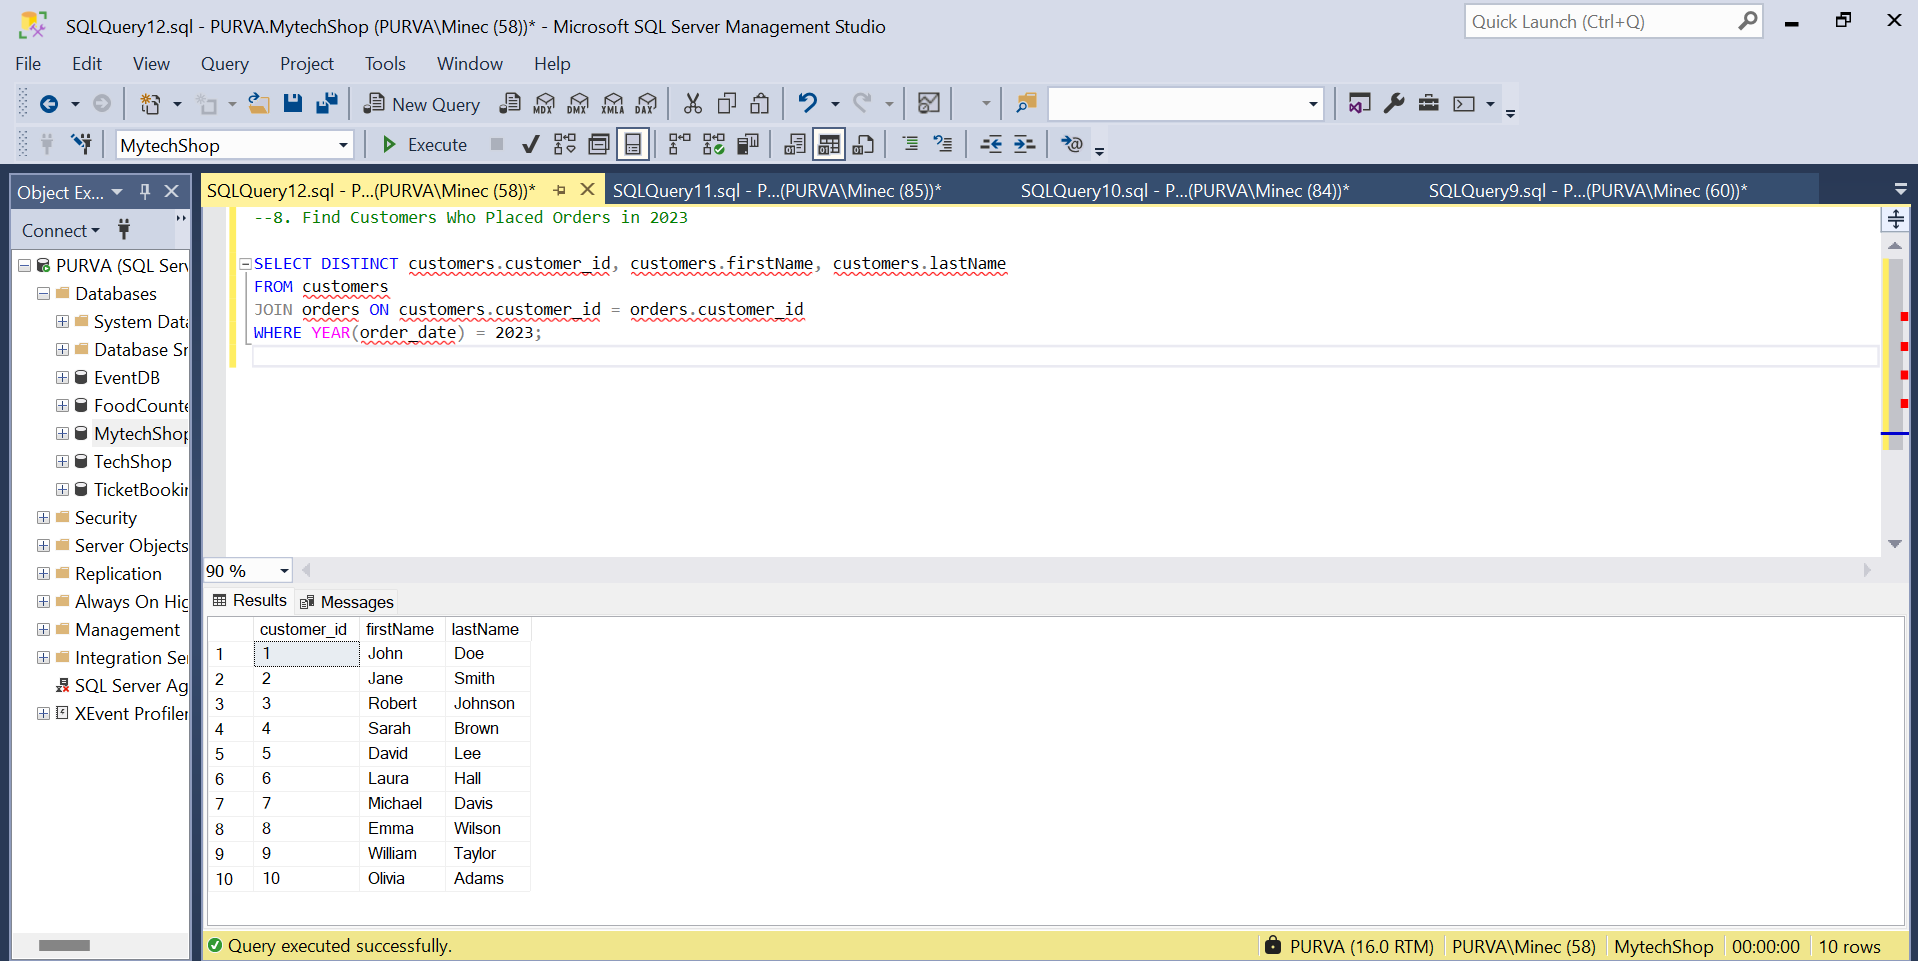 SQLQuery12.sql - PURVA.MytechShop (PURVA\Minec (58))* - Microsoft SQL Server Management Studio
Quick Launch (Ctrl+Q)
File Edit View Query Project Tools Window Help
New Query MDX DMX XMLA DAX
MytechShop Execute
Object Ex...
SQLQuery12.sql - P...(PURVA\Minec (58))* SQLQuery11.sql - P...(PURVA\Minec (85))* SQLQuery10.sql - P...(PURVA\Minec (84))* SQLQuery9.sql - P...(PURVA\Minec (60))*
Connect
PURVA (SQL Serv
Databases
System Data
Database Sn
EventDB
FoodCounte
MytechShop
TechShop
TicketBookin
Security
Server Objects
Replication
Always On Hig
Management
Integration Se
SQL Server Ag
XEvent Profiler
--8. Find Customers Who Placed Orders in 2023
SELECT DISTINCT customers.customer_id, customers.firstName, customers.lastName
FROM customers
JOIN orders ON customers.customer_id = orders.customer_id
WHERE YEAR(order_date) = 2023;
90 %
Results Messages
customer_id firstName lastName
1 1 John Doe
2 2 Jane Smith
3 3 Robert Johnson
4 4 Sarah Brown
5 5 David Lee
6 6 Laura Hall
7 7 Michael Davis
8 8 Emma Wilson
9 9 William Taylor
10 10 Olivia Adams
Query executed successfully.
PURVA (16.0 RTM) PURVA\Minec (58) MytechShop 00:00:00 10 rows